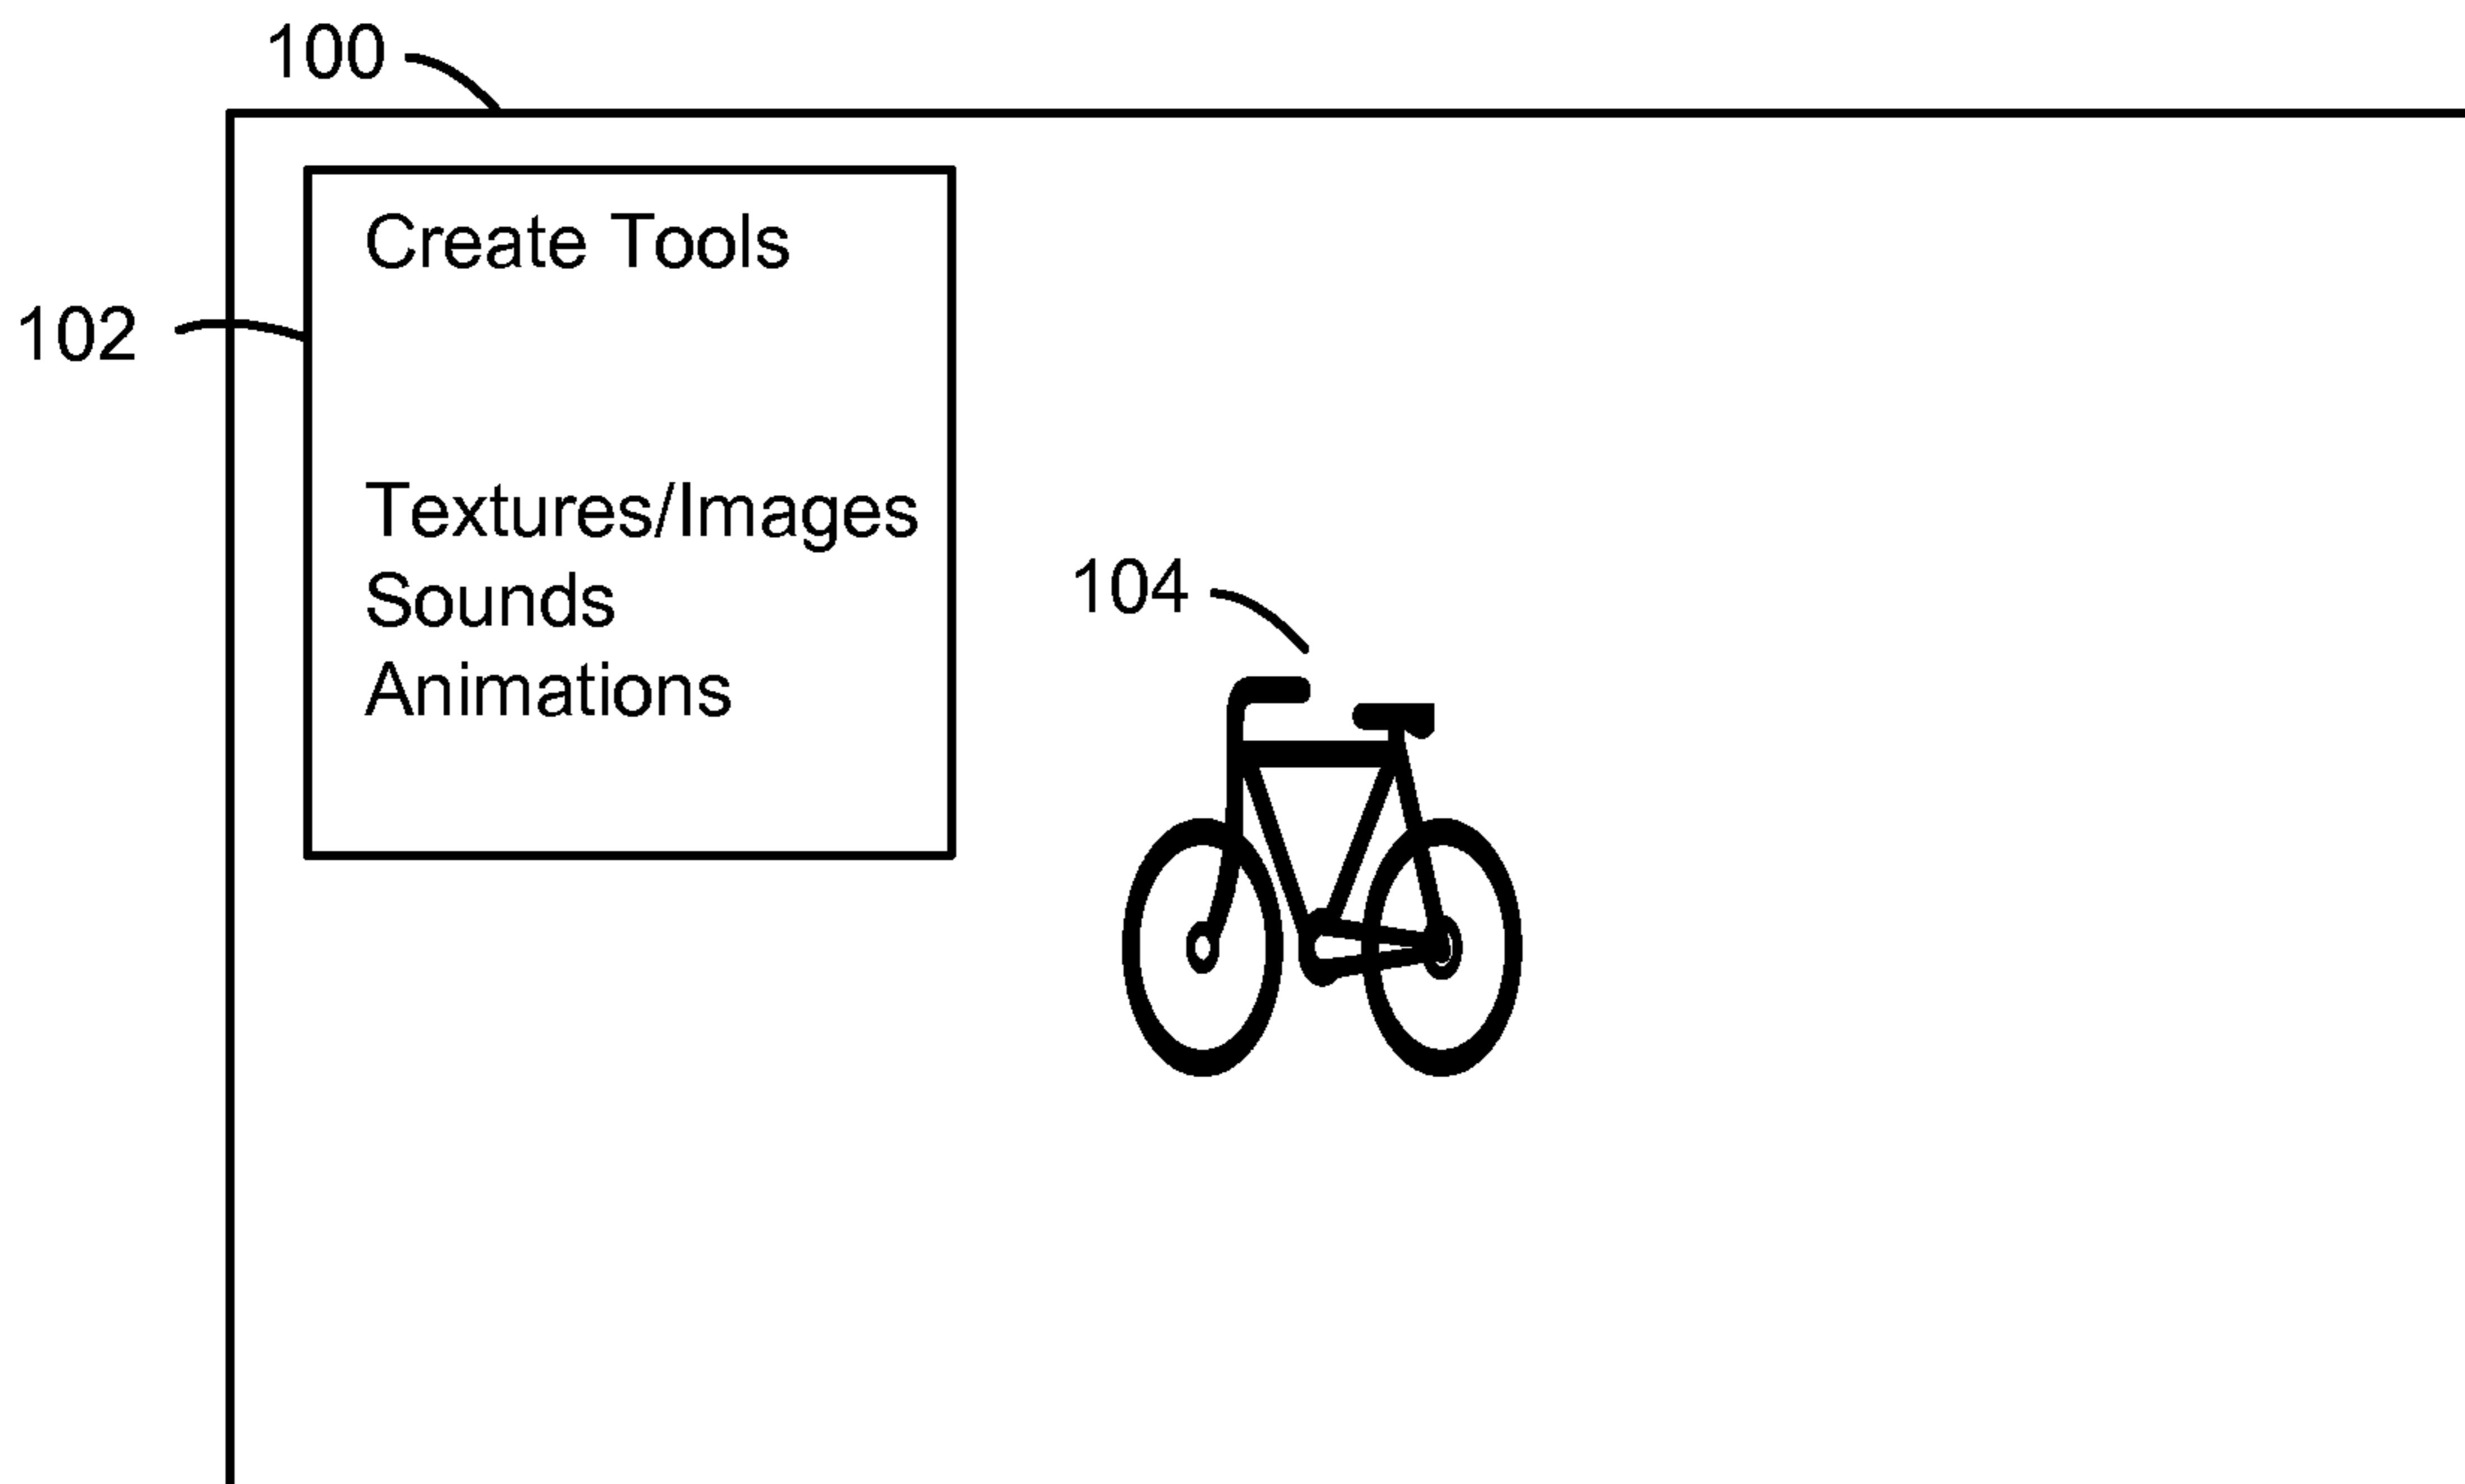 100
Create Tools
102
Textures/Images
104
Sounds
Animations